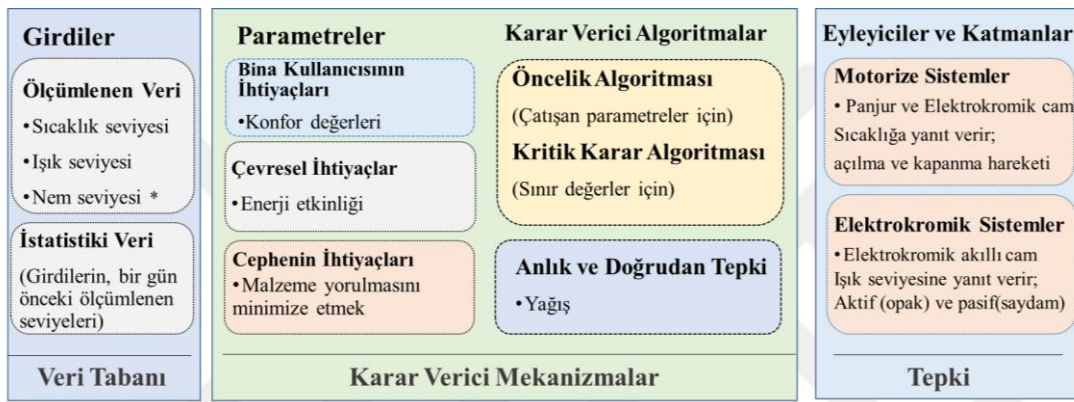 Girdiler
Ölçümlenen Veri
•Sıcaklık seviyesi
•Işık seviyesi
•Nem seviyesi *
İstatistiki Veri
(Girdilerin, bir gün
önceki ölçümlenen
seviyeleri)
Veri Tabanı
Parametreler
Bina Kullanıcısının
İhtiyaçları
•Konfor değerleri
Çevresel İhtiyaçlar
•Enerji etkinliği
Cephenin İhtiyaçları
•Malzeme yorulmasını
minimize etmek
Karar Verici Algoritmalar
Öncelik Algoritması
(Çatışan parametreler için)
Kritik Karar Algoritması
(Sınır değerler için)
Anlık ve Doğrudan Tepki
•Yağış
Karar Verici Mekanizmalar
Eyleyiciler ve Katmanlar
Motorize Sistemler
• Panjur ve Elektrokromik cam
Sıcaklığa yanıt verir;
açılma ve kapanma hareketi
Elektrokromik Sistemler
•Elektrokromik akıllı cam
Işık seviyesine yanıt verir;
Aktif (opak) ve pasif(saydam)
Tepki